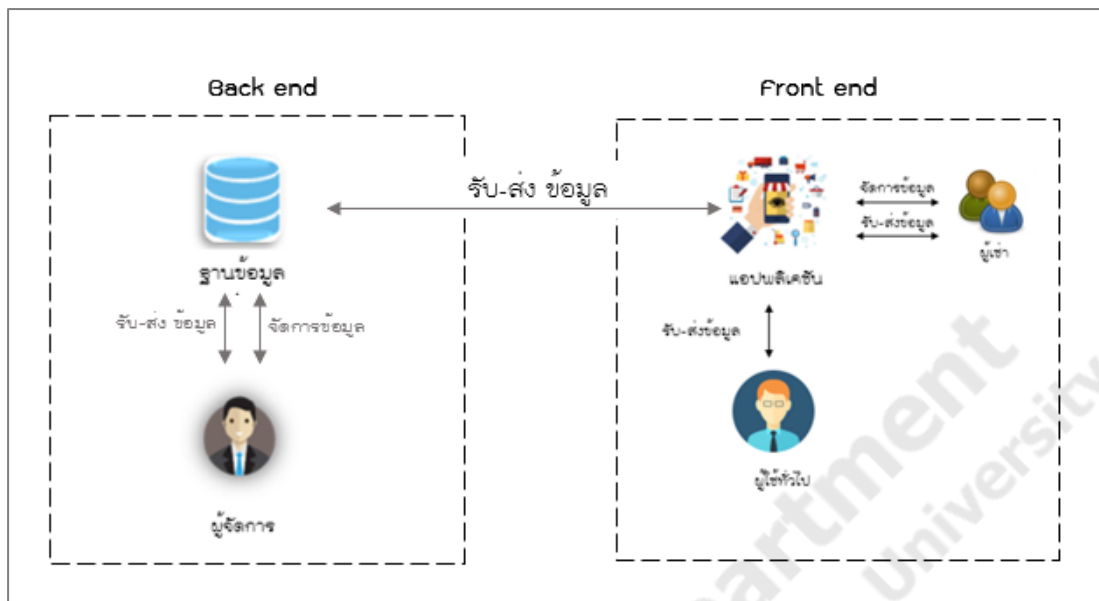 Back end
Front end
รับ-ส่ง ข้อมูล
จัดการข้อมูล
รับ-ส่งข้อมูล
ผู้เช่า
ฐานข้อมูล
แอปพลิเคชัน
รับ-ส่ง ข้อมูล
จัดการข้อมูล
รับ-ส่งข้อมูล
ผู้ใช้ทั่วไป
ผู้จัดการ
University